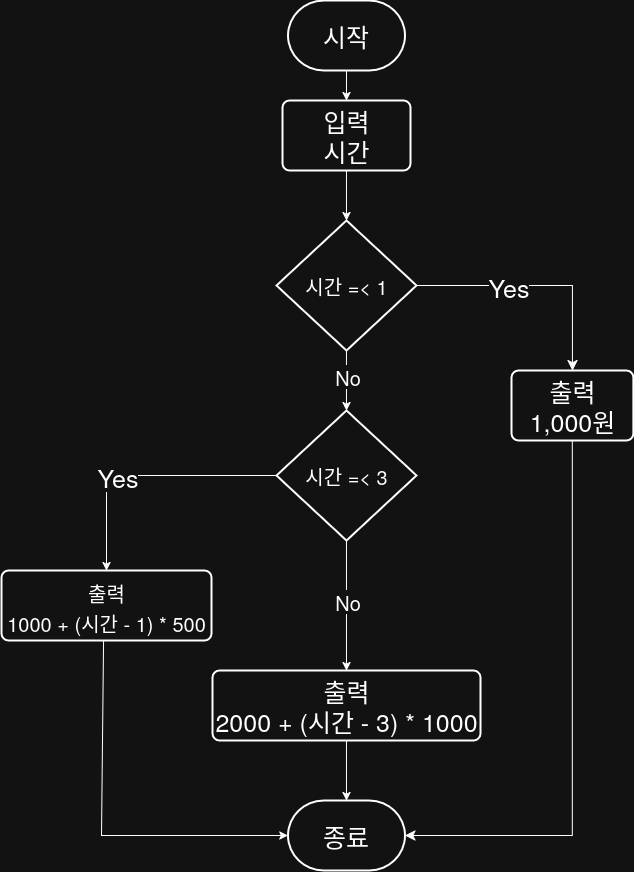 시작
입력
시간
시간 =< 1
Yes
No
출력
1,000원
시간 =< 3
Yes
출력
1000 + (시간 - 1) * 500
No
출력
2000 + (시간 - 3) * 1000
종료